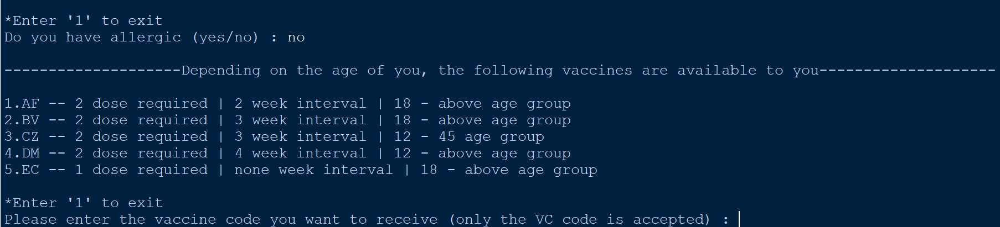 *Enter '1' to exit
Do you have allergic (yes/no) : no
--------------------Depending on the age of you, the following vaccines are available to you--------------------
1.AF -- 2 dose required | 2 week interval | 18 - above age group
2.BV -- 2 dose required | 3 week interval | 18 - above age group
3.CZ -- 2 dose required | 3 week interval | 12 - 45 age group
4.DM -- 2 dose required | 4 week interval | 12 - above age group
5.EC -- 1 dose required | none week interval | 18 - above age group
*Enter '1' to exit
Please enter the vaccine code you want to receive (only the VC code is accepted) :